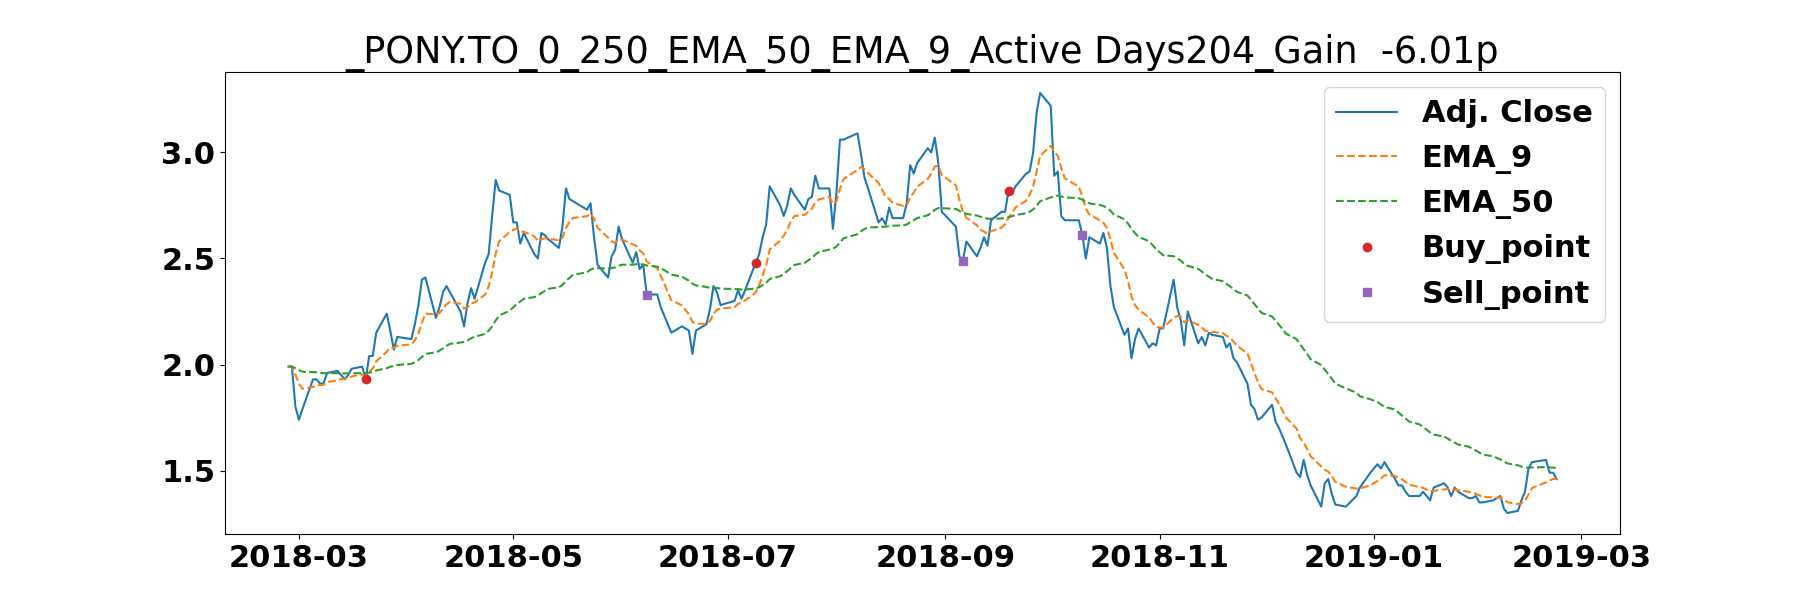 _PONY.TO_0_250_EMA_50_EMA_9_Active Days204_Gain  -6.01p
Adj. Close
EMA_9
EMA_50
Buy_point
Sell_point
3.0
2.5
2.0
1.5
2018-03 2018-05 2018-07 2018-09 2018-11 2019-01 2019-03